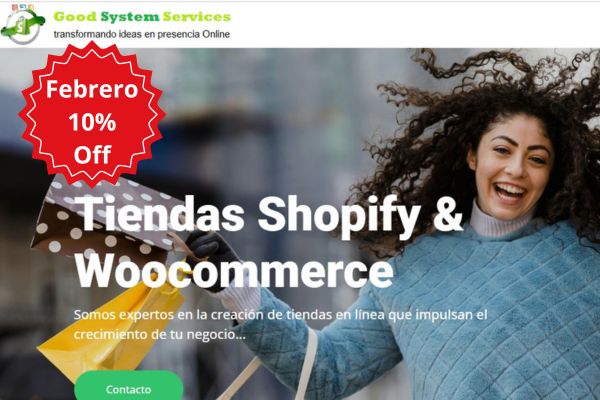 Good System Services
transformando ideas en presencia Online
Febrero
10%
Off
Tiendas Shopify &
Woocommerce
Somos expertos en la creación de tiendas en línea que impulsan el
crecimiento de tu negocio...
Contacto